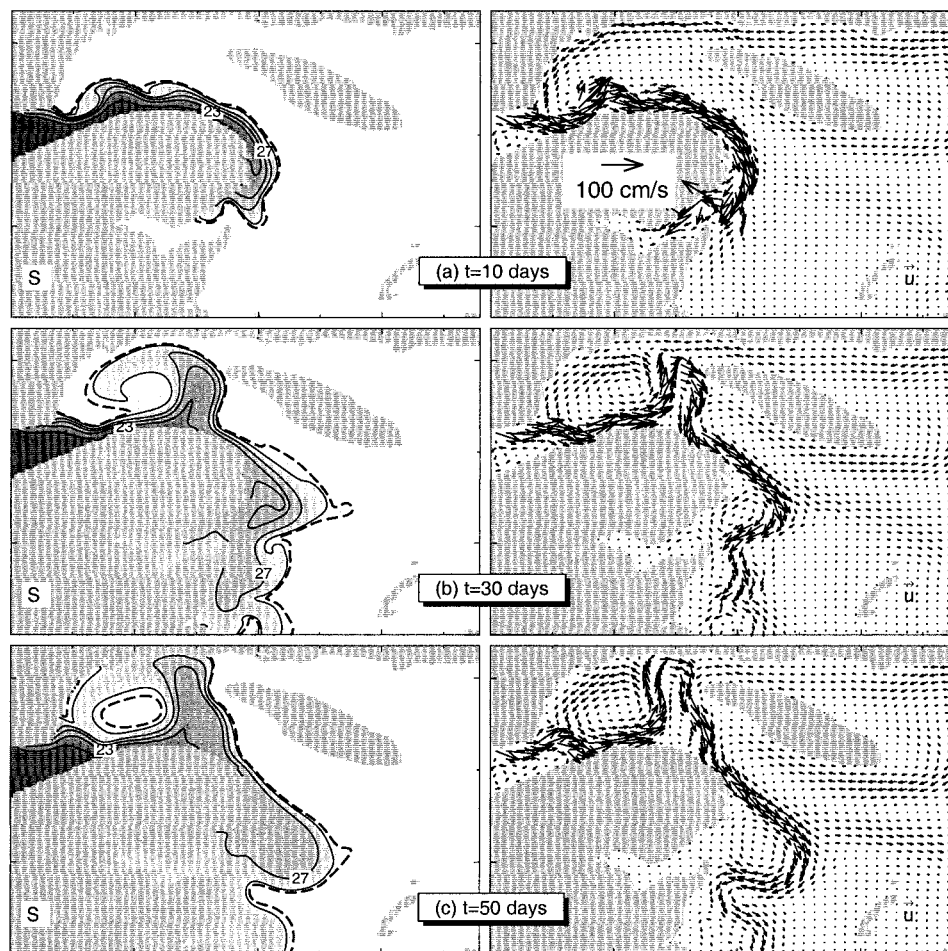 23
27
S
100 cm/s
u
(a) t=10 days
23
27
S
u
(b) t=30 days
23
27
S
u
(c) t=50 days